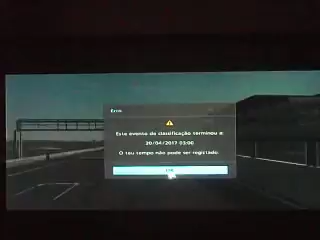 Erro
Este evento de classificação terminou a:
20/04/2017 03:00
O teu tempo não pode ser registado.
OK